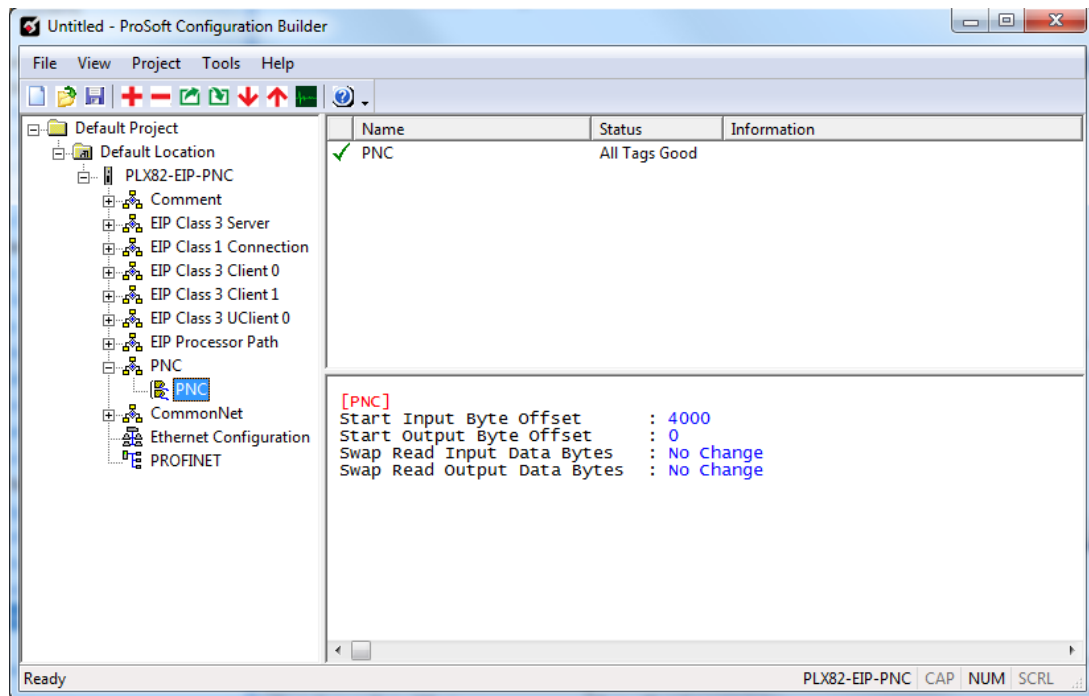 Untitled - ProSoft Configuration Builder
File View Project Tools Help
Default Project
Default Location
PLX82-EIP-PNC
Comment
EIP Class 3 Server
EIP Class 1 Connection
EIP Class 3 Client 0
EIP Class 3 Client 1
EIP Class 3 UClient 0
EIP Processor Path
PNC
PNC
CommonNet
Ethernet Configuration
PROFINET
Name Status Information
PNC All Tags Good
[PNC]
Start Input Byte Offset : 4000
Start Output Byte Offset : 0
Swap Read Input Data Bytes : No Change
Swap Read Output Data Bytes : No Change
Ready PLX82-EIP-PNC CAP NUM SCRL